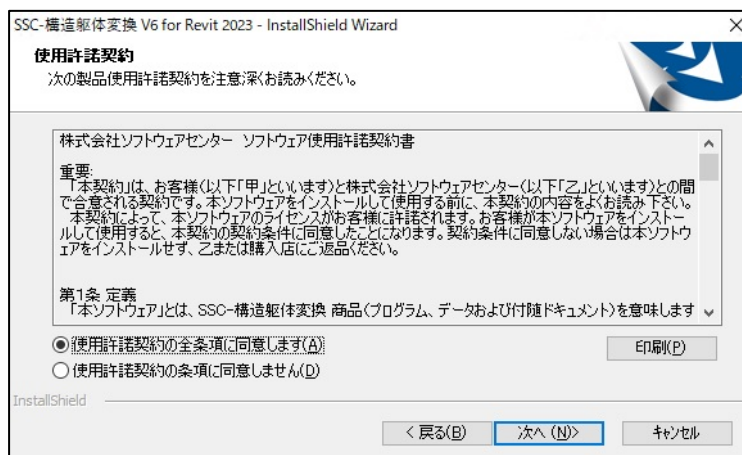 SSC-構造躯体変換 V6 for Revit 2023 - InstallShield Wizard
使用許諾契約
次の製品使用許諾契約を注意深くお読みください。
株式会社ソフトウェアセンター ソフトウェア使用許諾契約書
重要:
「本契約」は、お客様(以下「甲」といいます)と株式会社ソフトウェアセンター(以下「乙」といいます)との間
で合意される契約です。本ソフトウェアをインストールして使用する前に、本契約の内容をよくお読み下さい。
本契約によって、本ソフトウェアのライセンスがお客様に許諾されます。お客様が本ソフトウェアをインストー
ルして使用すると、本契約の契約条件に同意したことになります。契約条件に同意しない場合は本ソフトウ
ェアをインストールせず、乙または購入店にご返品ください。
第1条 定義
「本ソフトウェア」とは、SSC-構造躯体変換 商品(プログラム、データおよび付随ドキュメント)を意味します
使用許諾契約の全条項に同意します(A)
印刷(P)
使用許諾契約の条項に同意しません(D)
InstallShield
< 戻る(B)
次へ (N)>
キャンセル